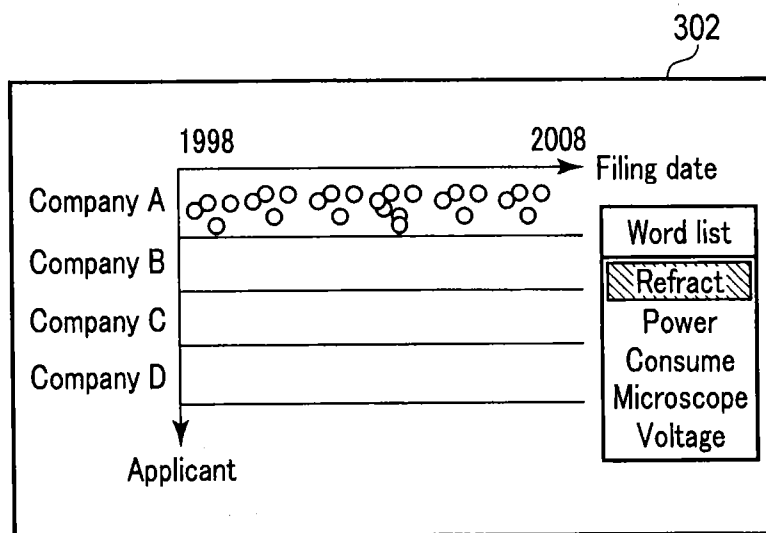 302
1998 2008
Filing date
Company A
Company B
Company C
Company D
Applicant
Word list
Refract
Power
Consume
Microscope
Voltage